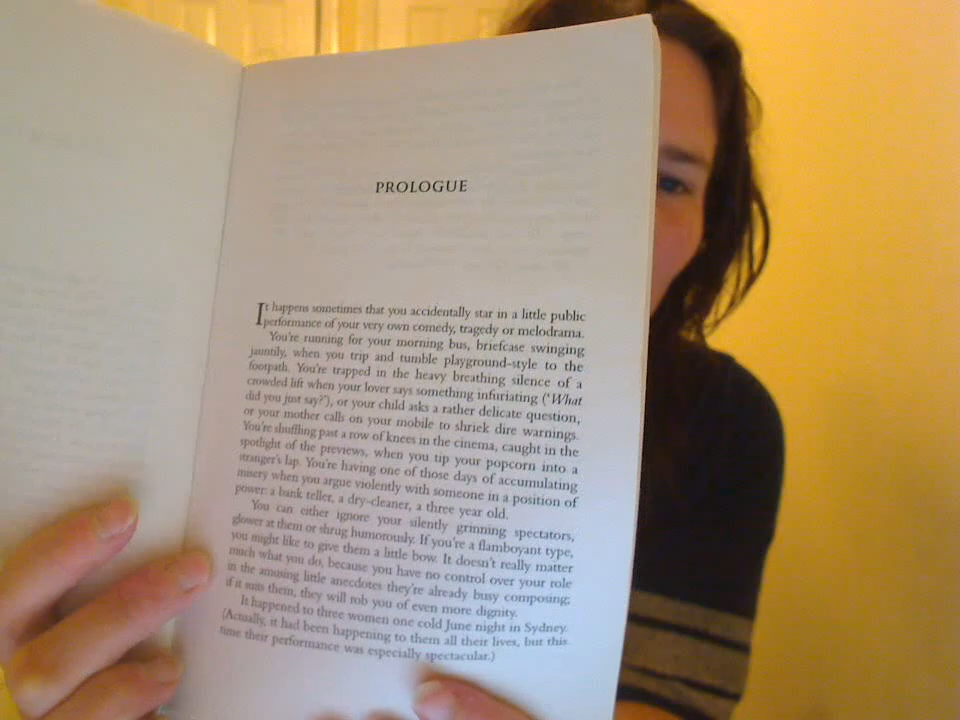 PROLOGUE
It happens sometimes that you accidentally star in a little public
performance of your very own comedy, tragedy or melodrama.
You're running for your morning bus, briefcase swinging
jauntily, when you trip and tumble playground-style to the
footpath. You're trapped in the heavy breathing silence of a
crowded lift when your lover says something infuriating ('What
did you just say?'), or your child asks a rather delicate question,
or your mother calls on your mobile to shriek dire warnings.
You're shuffling past a row of knees in the cinema, caught in the
spotlight of the previews, when you tip your popcorn into a
stranger's lap. You're having one of those days of accumulating
misery when you argue violently with someone in a position of
power: a bank teller, a dry-cleaner, a three year old.
You can either ignore your silently grinning spectators,
glower at them or shrug humorously. If you're a flamboyant type,
you might like to give them a little bow. It doesn't really matter
much what you do, because you have no control over your role
in the amusing little anecdotes they're already busy composing;
if it suits them, they will rob you of even more dignity.
It happened to three women one cold June night in Sydney.
(Actually, it had been happening to them all their lives, but this
time their performance was especially spectacular.)